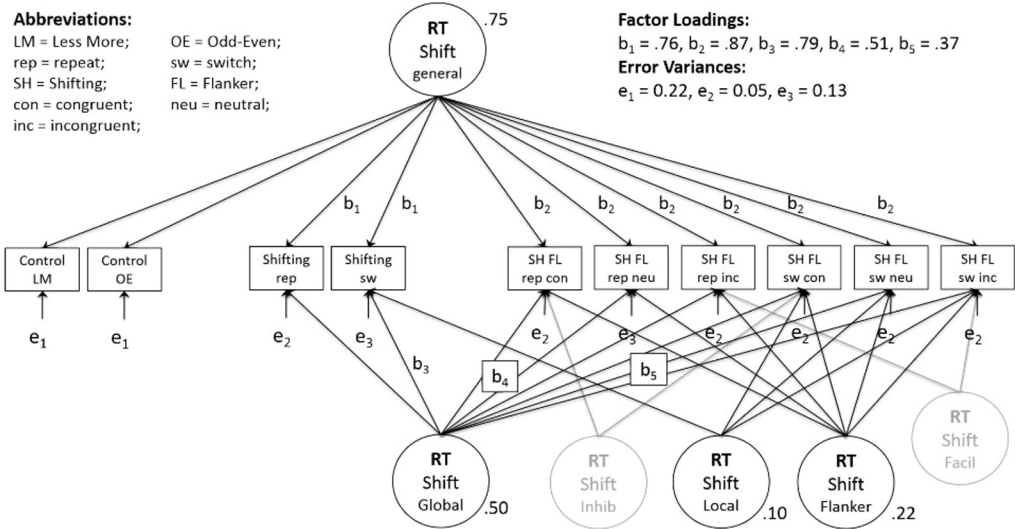 Abbreviations:
LM = Less More; OE = Odd-Even;
rep = repeat; sw = switch;
SH = Shifting; FL = Flanker;
con = congruent; neu = neutral;
inc = incongruent;
RT
Shift
general
.75
Factor Loadings:
b₁ = .76, b₂ = .87, b₃ = .79, b₄ = .51, b₅ = .37
Error Variances:
e₁ = 0.22, e₂ = 0.05, e₃ = 0.13
b₁ b₁ b₂ b₂ b₂ b₂ b₂ b₂
Control
LM
Control
OE
Shifting
rep
Shifting
sw
SH FL
rep con
SH FL
rep neu
SH FL
rep inc
SH FL
sw con
SH FL
sw neu
SH FL
sw inc
e₁ e₁ e₂ e₃ e₂ e₃ e₂ e₂ e₂ e₂
b₃
b₄
b₅
RT
Shift
Global
.50
RT
Shift
Inhib
RT
Shift
Local
.10
RT
Shift
Flanker
.22
RT
Shift
Facil